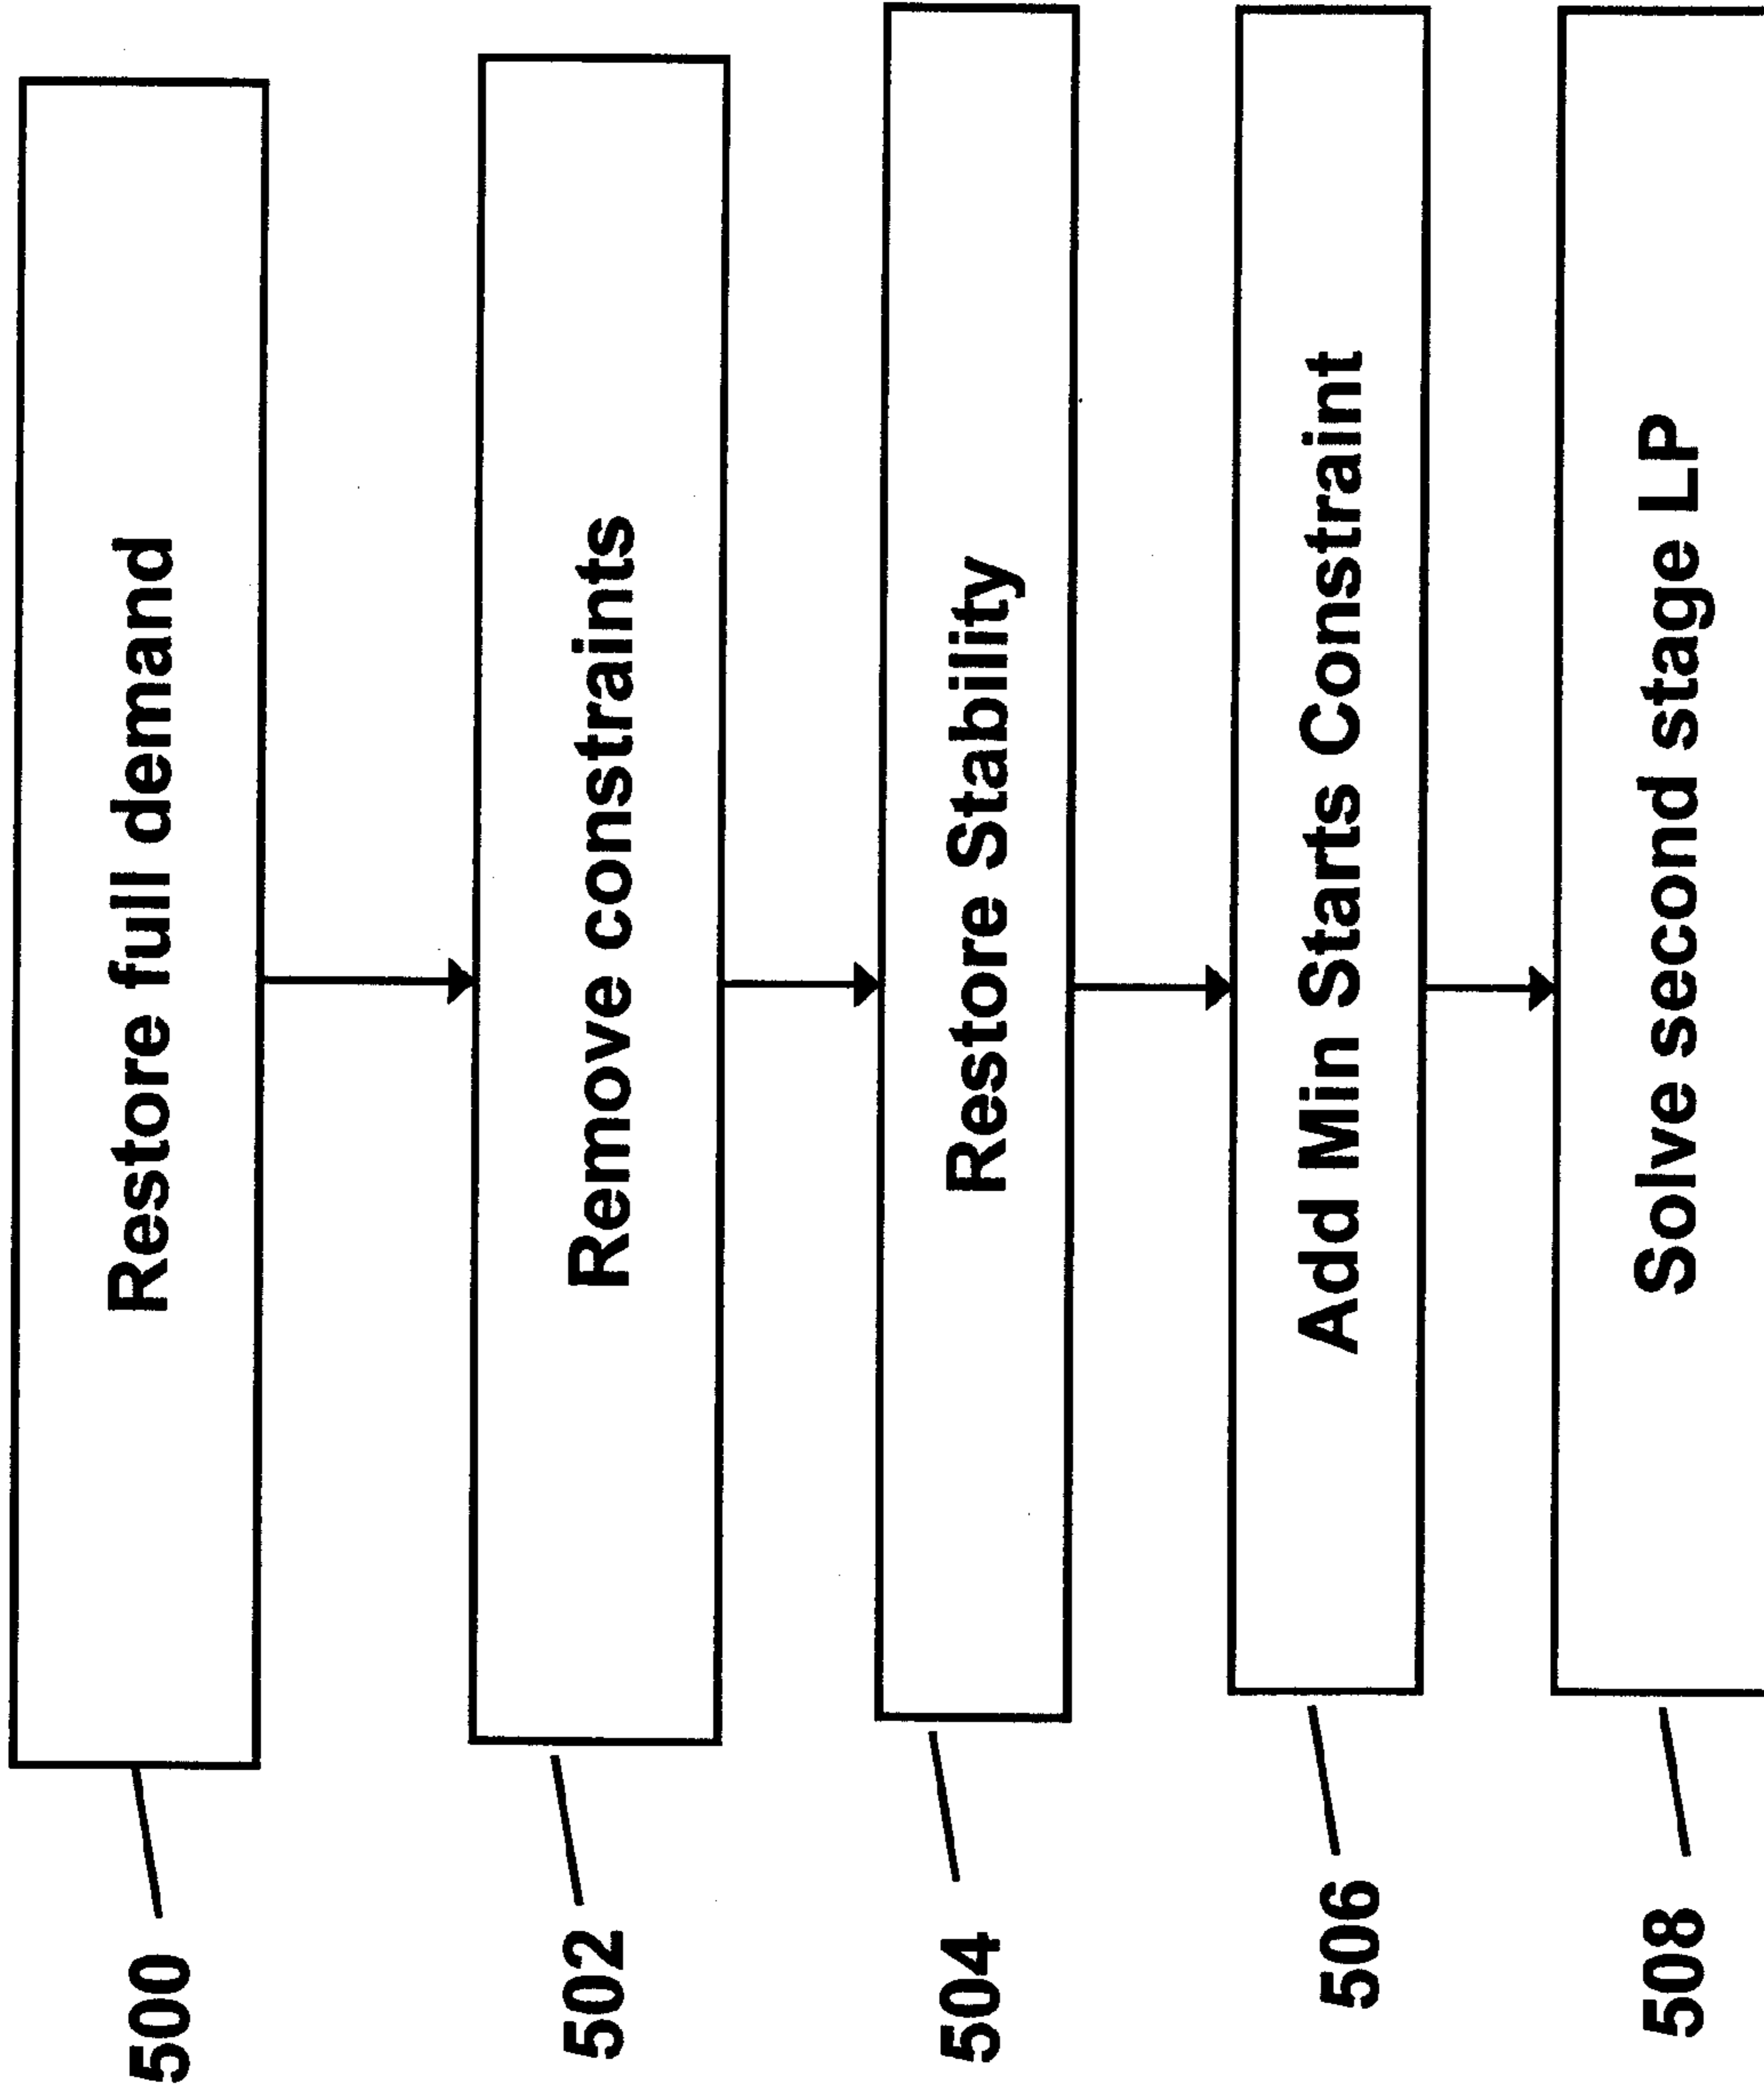 Restore full demand
500
Remove constraints
502
Restore Stability
504
Add Min Starts Constraint
506
Solve second stage LP
508